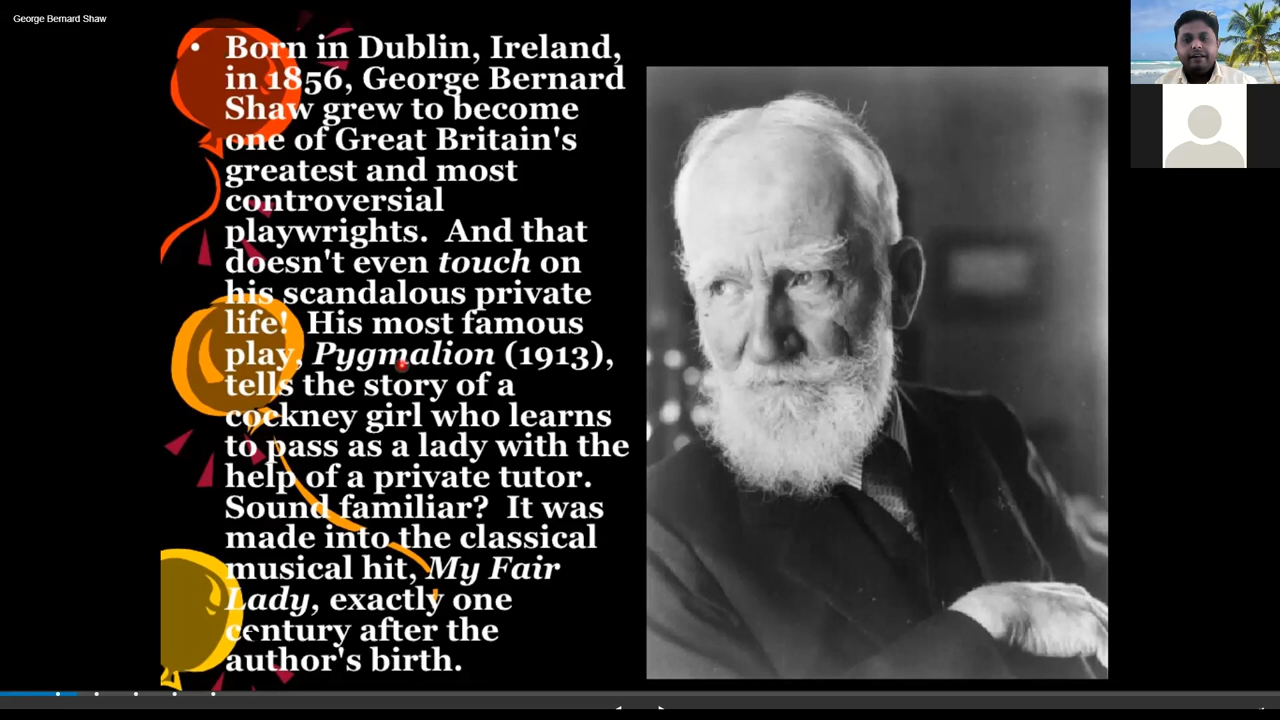 George Bernard Shaw
• Born in Dublin, Ireland,
in 1856, George Bernard
Shaw grew to become
one of Great Britain's
greatest and most
controversial
playwrights. And that
doesn't even touch on
his scandalous private
life! His most famous
play, Pygmalion (1913),
tells the story of a
cockney girl who learns
to pass as a lady with the
help of a private tutor.
Sound familiar? It was
made into the classical
musical hit, My Fair
Lady, exactly one
century after the
author's birth.